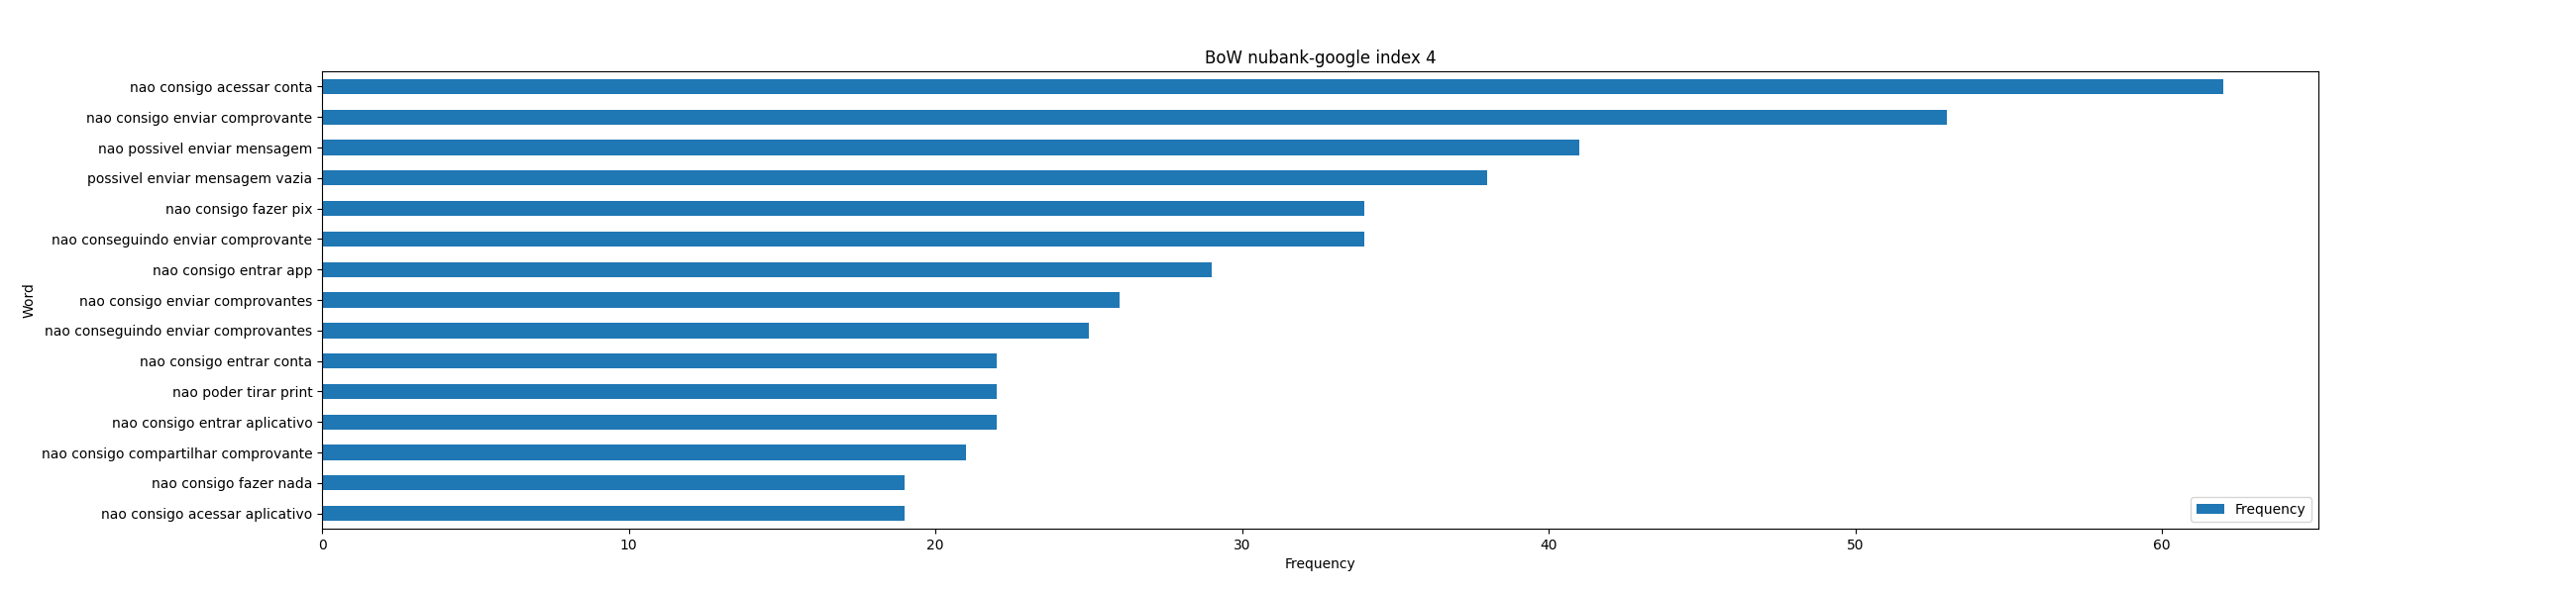 BoW nubank-google index 4
nao consigo acessar conta
nao consigo enviar comprovante
nao possivel enviar mensagem
possivel enviar mensagem vazia
nao consigo fazer pix
nao conseguindo enviar comprovante
nao consigo entrar app
nao consigo enviar comprovantes
nao conseguindo enviar comprovantes
nao consigo entrar conta
nao poder tirar print
nao consigo entrar aplicativo
nao consigo compartilhar comprovante
nao consigo fazer nada
nao consigo acessar aplicativo
Word
Frequency
0 10 20 30 40 50 60
Frequency